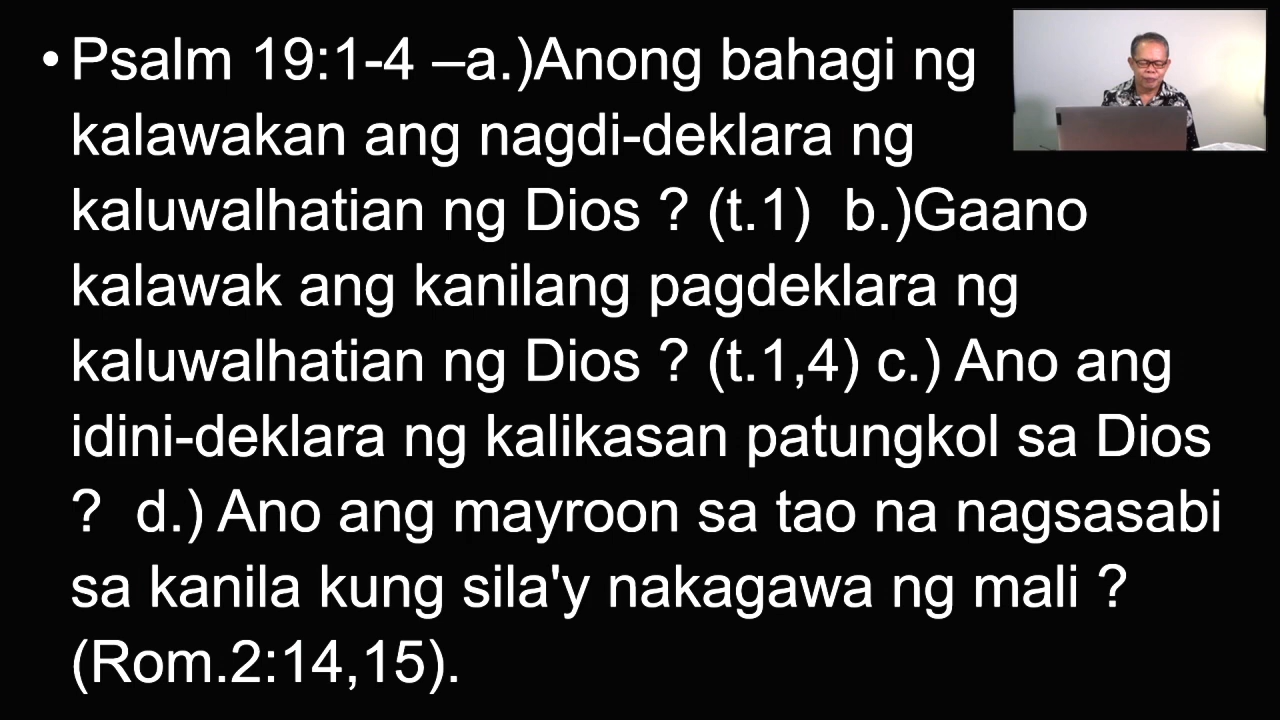 • Psalm 19:1-4 –a.)Anong bahagi ng
kalawakan ang nagdi-deklara ng
kaluwalhatian ng Dios ? (t.1)  b.)Gaano
kalawak ang kanilang pagdeklara ng
kaluwalhatian ng Dios ? (t.1,4) c.) Ano ang
idini-deklara ng kalikasan patungkol sa Dios
?  d.) Ano ang mayroon sa tao na nagsasabi
sa kanila kung sila'y nakagawa ng mali ?
(Rom.2:14,15).